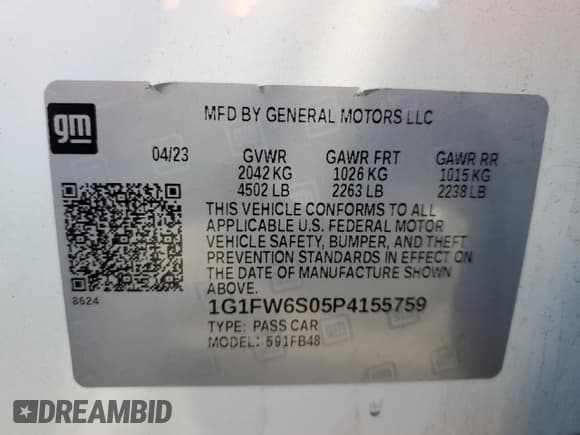 gm
MFD BY GENERAL MOTORS LLC
04/23 GVWR GAWR FRT GAWR RR
2042 KG 1026 KG 1015 KG
4502 LB 2263 LB 2238 LB
THIS VEHICLE CONFORMS TO ALL
APPLICABLE U.S. FEDERAL MOTOR
VEHICLE SAFETY, BUMPER, AND THEFT
PREVENTION STANDARDS IN EFFECT ON
THE DATE OF MANUFACTURE SHOWN
ABOVE.
8624
1G1FW6S05P4155759
TYPE: PASS CAR
MODEL: 591FB48
DREAMBID